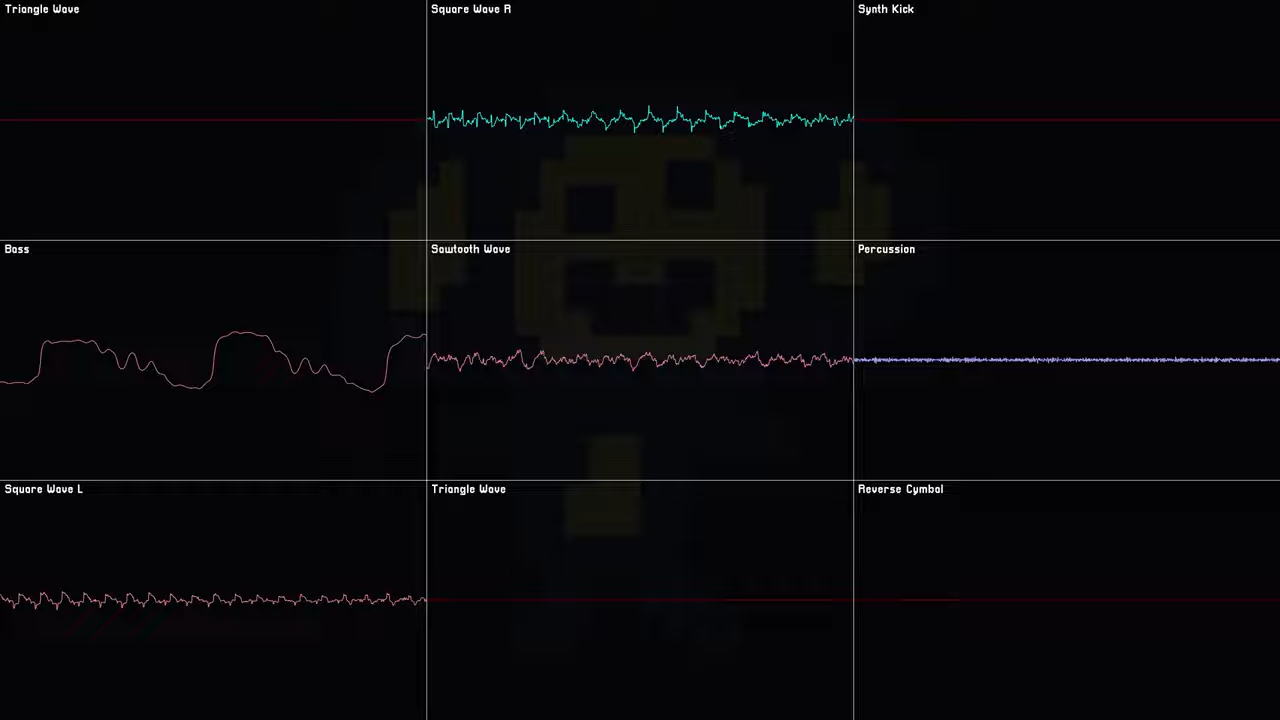 Triangle Wave
Square Wave R
Synth Kick
Bass
Sawtooth Wave
Percussion
Square Wave L
Triangle Wave
Reverse Cymbal